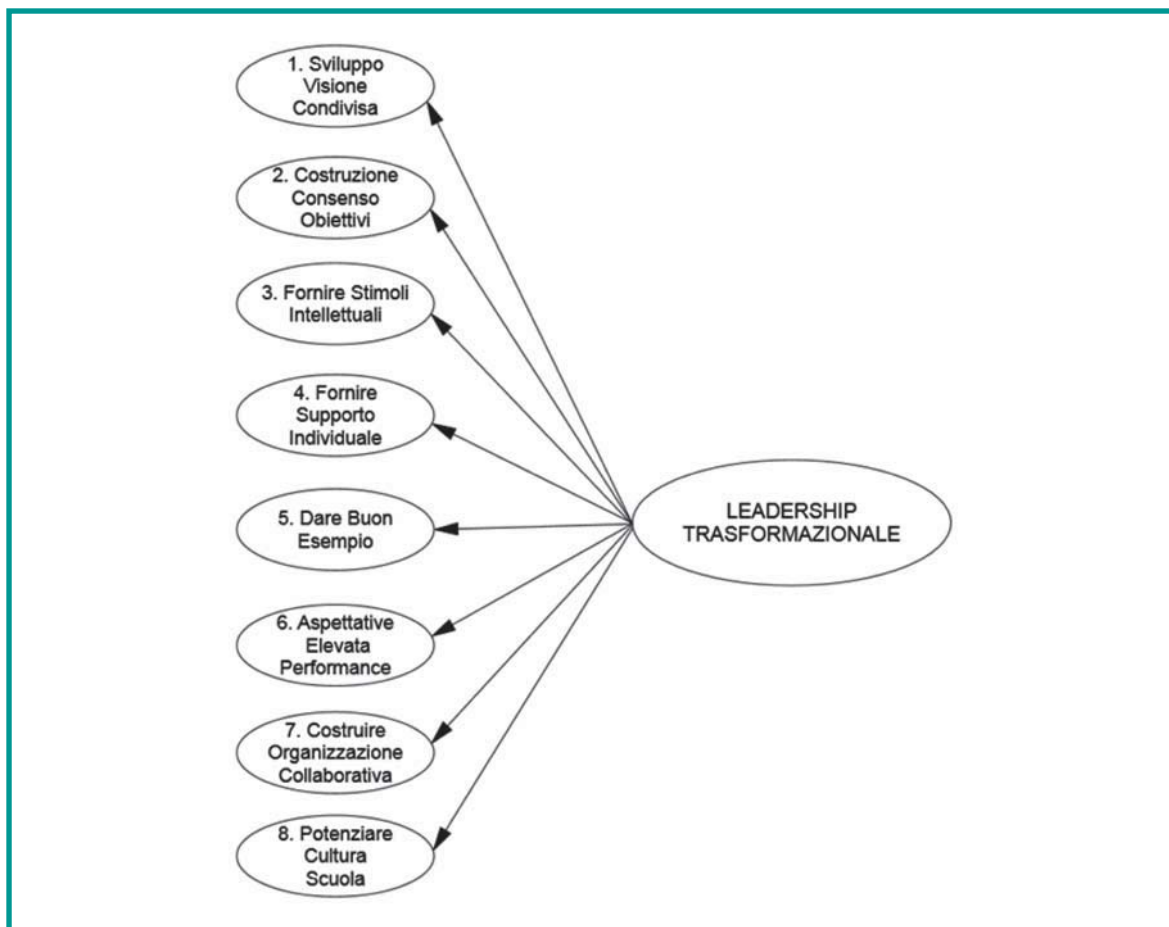 1. Sviluppo
Visione
Condivisa
2. Costruzione
Consenso
Obiettivi
3. Fornire Stimoli
Intellettuali
4. Fornire
Supporto
Individuale
5. Dare Buon
Esempio
6. Aspettative
Elevata
Performance
7. Costruire
Organizzazione
Collaborativa
8. Potenziare
Cultura
Scuola
LEADERSHIP
TRASFORMAZIONALE